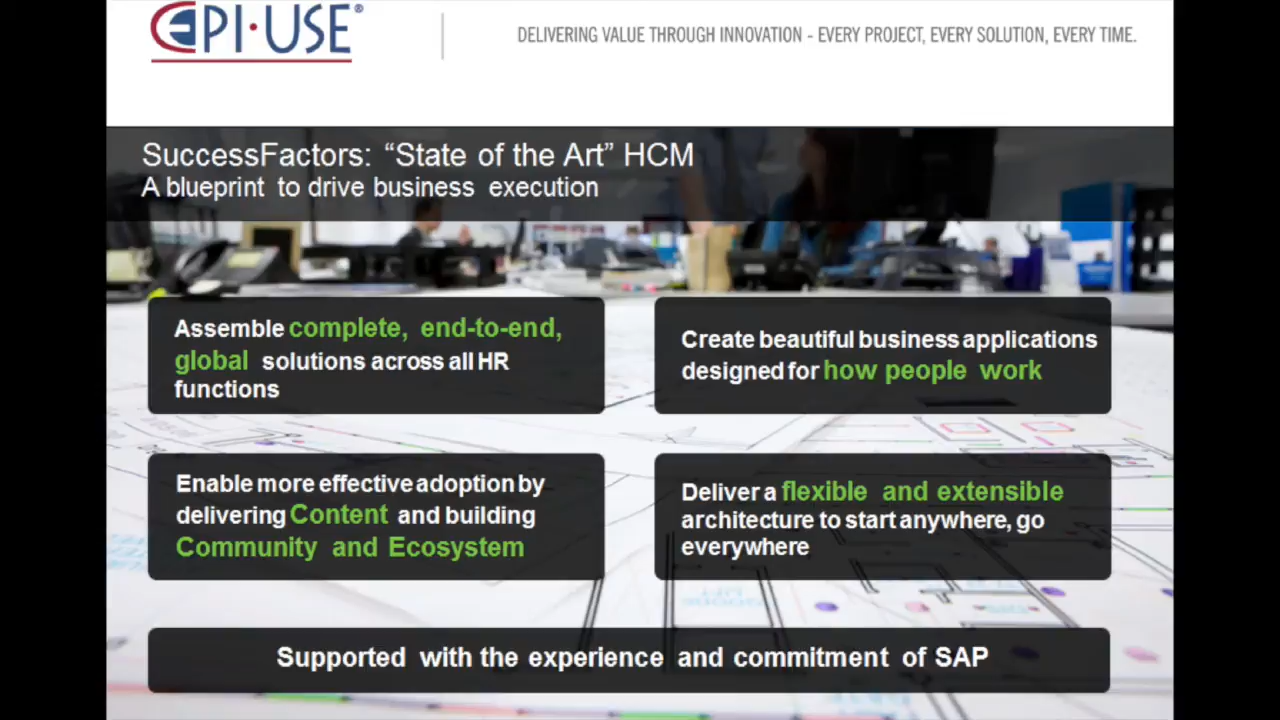 EPI·USE®
DELIVERING VALUE THROUGH INNOVATION - EVERY PROJECT, EVERY SOLUTION, EVERY TIME.
SuccessFactors: “State of the Art” HCM
A blueprint to drive business execution
Assemble complete, end-to-end,
global solutions across all HR
functions
Create beautiful business applications
designed for how people work
Enable more effective adoption by
delivering Content and building
Community and Ecosystem
Deliver a flexible and extensible
architecture to start anywhere, go
everywhere
Supported with the experience and commitment of SAP